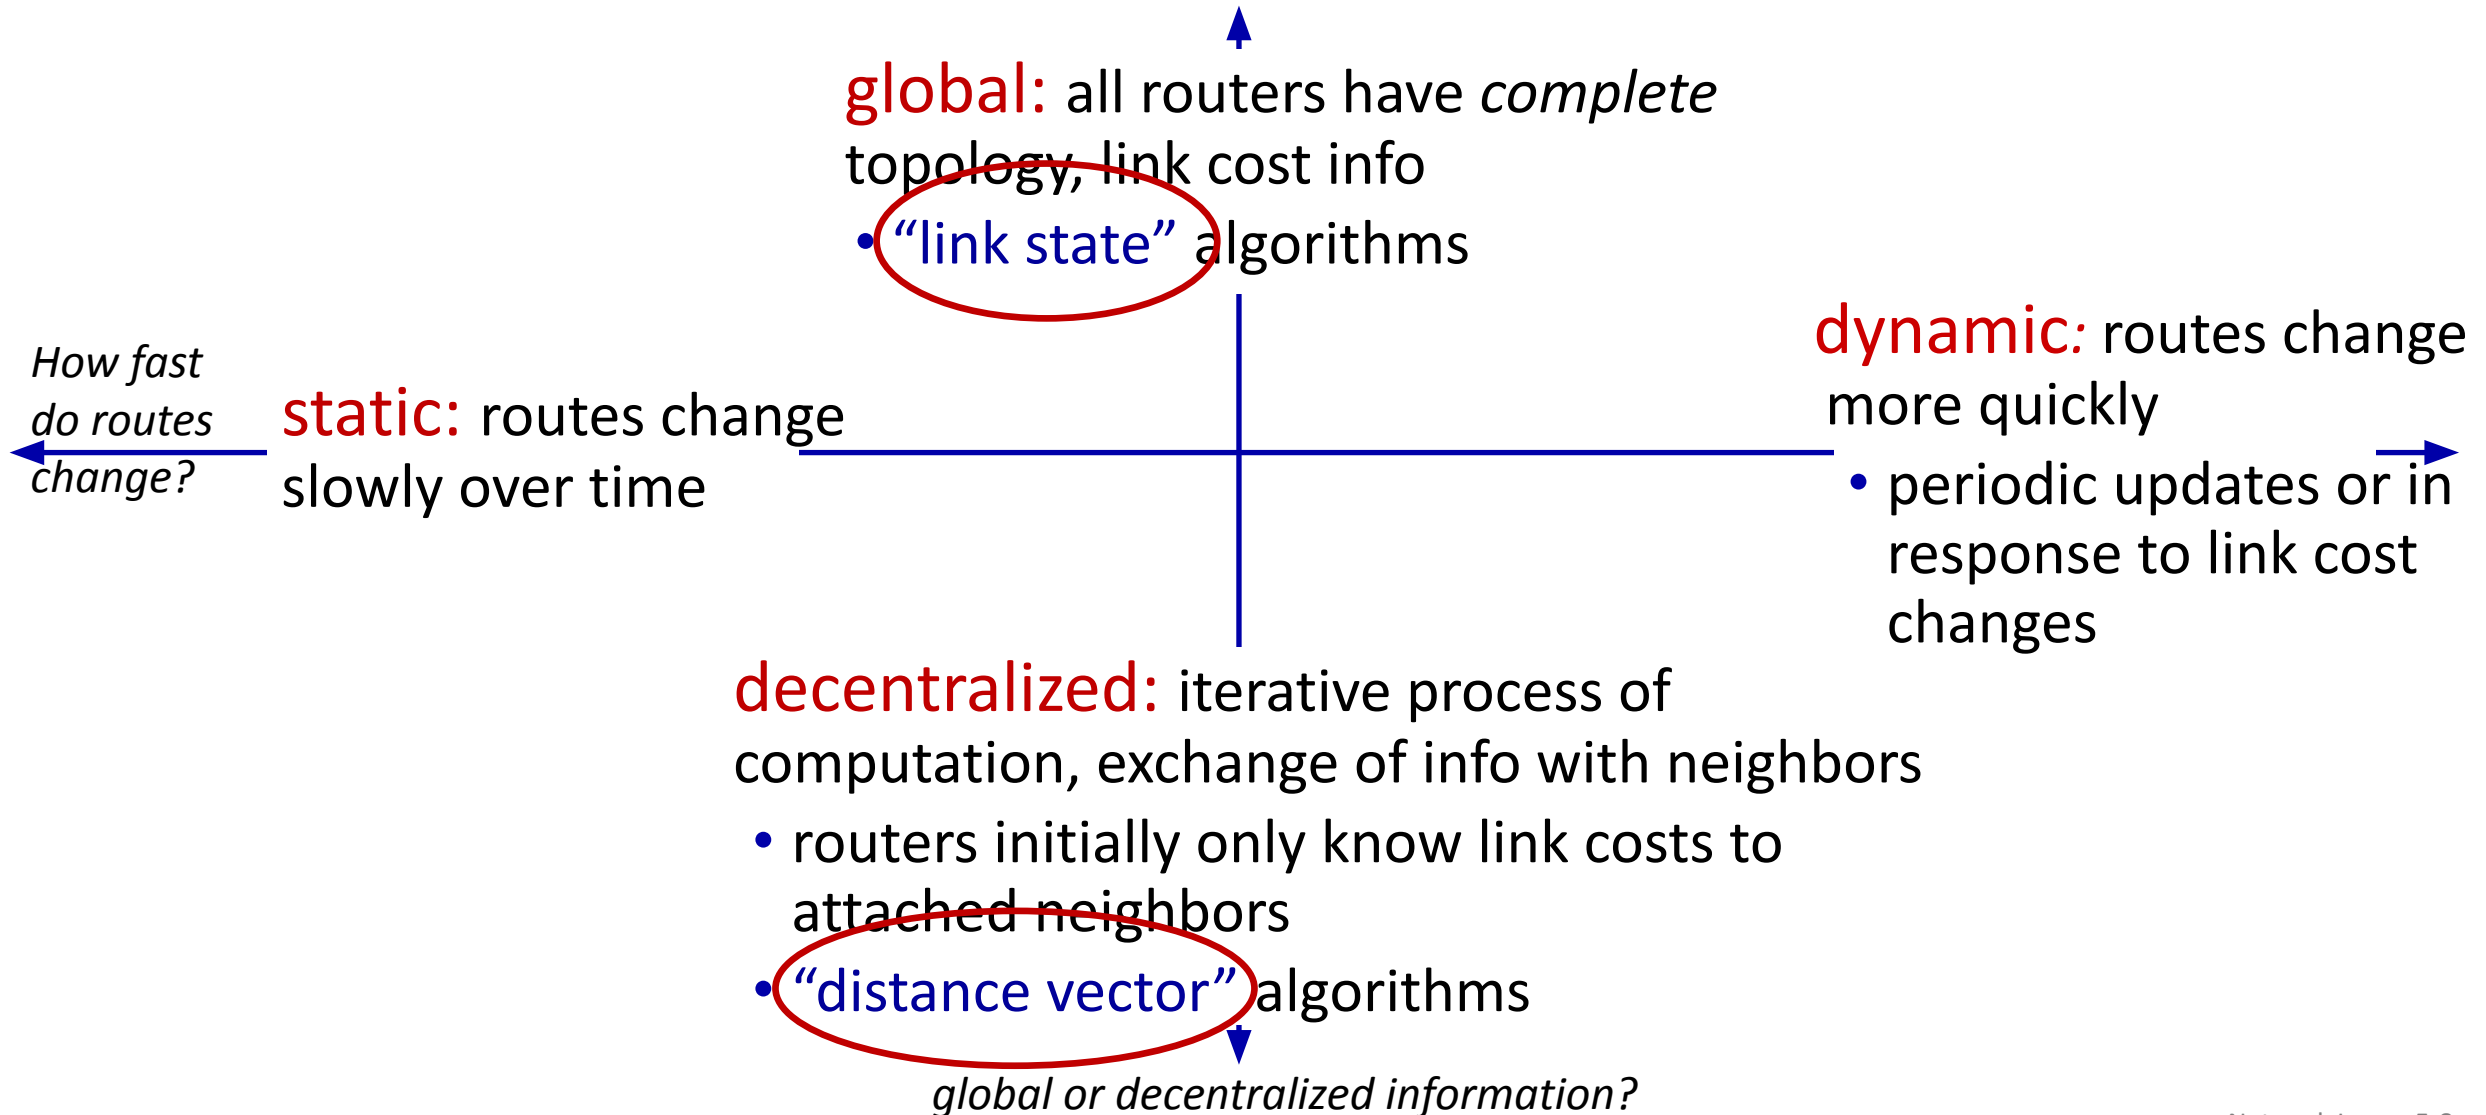 global: all routers have complete
topology, link cost info
• “link state” algorithms
How fast
do routes
change?
static: routes change
slowly over time
dynamic: routes change
more quickly
• periodic updates or in
response to link cost
changes
decentralized: iterative process of
computation, exchange of info with neighbors
• routers initially only know link costs to
attached neighbors
• “distance vector” algorithms
global or decentralized information?